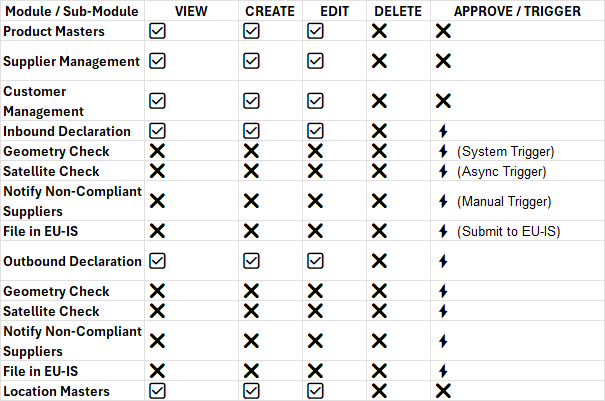 Module / Sub-Module VIEW CREATE EDIT DELETE APPROVE / TRIGGER
Product Masters ☑ ☑ ☑ ✕ ✕
Supplier Management ☑ ☑ ☑ ✕ ✕
Customer
Management ☑ ☑ ☑ ✕ ✕
Inbound Declaration ☑ ☑ ☑ ✕ ⚡
Geometry Check ✕ ✕ ✕ ✕ ⚡ (System Trigger)
Satellite Check ✕ ✕ ✕ ✕ ⚡ (Async Trigger)
Notify Non-Compliant
Suppliers ✕ ✕ ✕ ✕ ⚡ (Manual Trigger)
File in EU-IS ✕ ✕ ✕ ✕ ⚡ (Submit to EU-IS)
Outbound Declaration ☑ ☑ ☑ ✕ ⚡
Geometry Check ✕ ✕ ✕ ✕ ⚡
Satellite Check ✕ ✕ ✕ ✕ ⚡
Notify Non-Compliant
Suppliers ✕ ✕ ✕ ✕ ⚡
File in EU-IS ✕ ✕ ✕ ✕ ⚡
Location Masters ☑ ☑ ☑ ✕ ✕